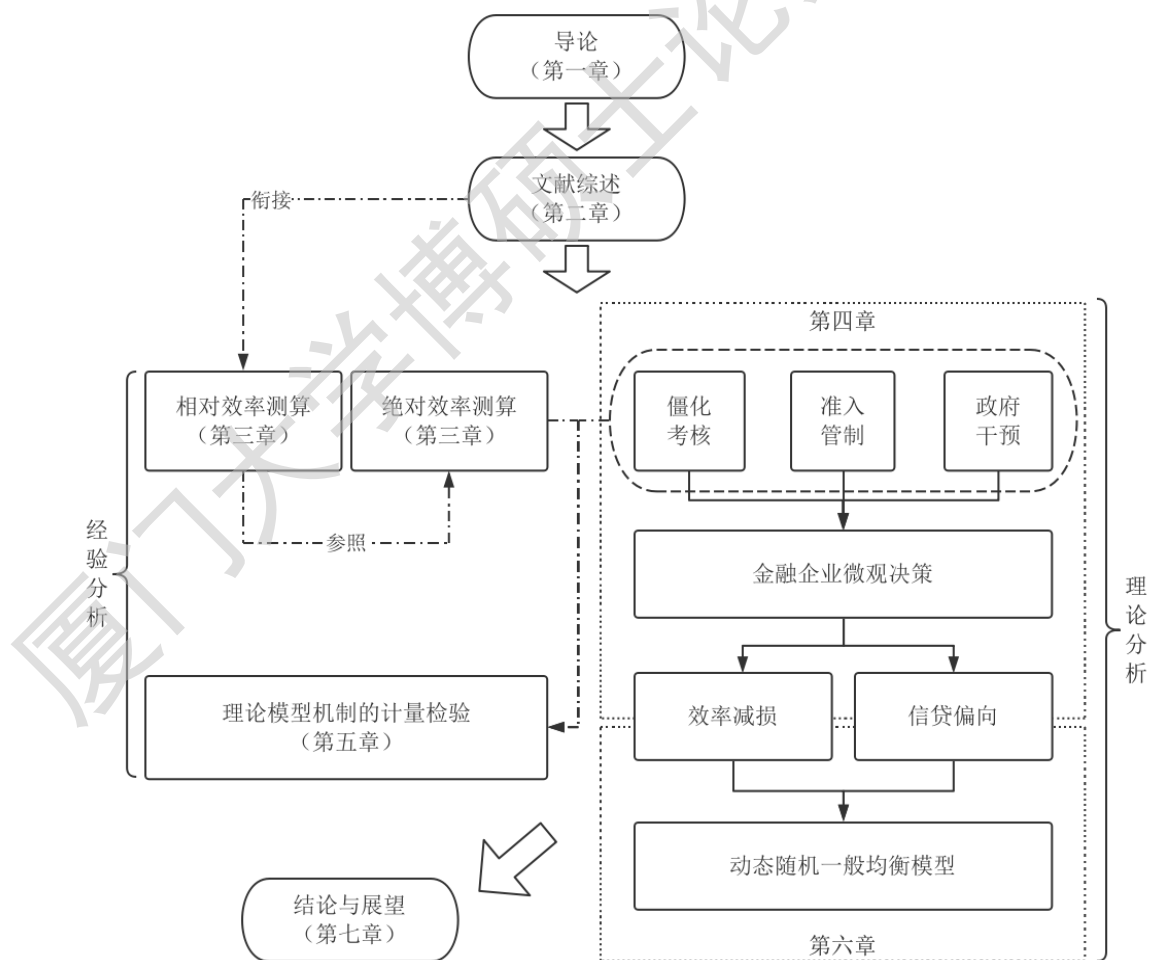 导论
（第一章）
文献综述
（第二章）
衔接
第四章
相对效率测算
（第三章）
绝对效率测算
（第三章）
僵化
考核
准入
管制
政府
干预
参照
经验分析
金融企业微观决策
理论分析
效率减损
信贷偏向
理论模型机制的计量检验
（第五章）
动态随机一般均衡模型
结论与展望
（第七章）
第六章
厦门大学博硕士论